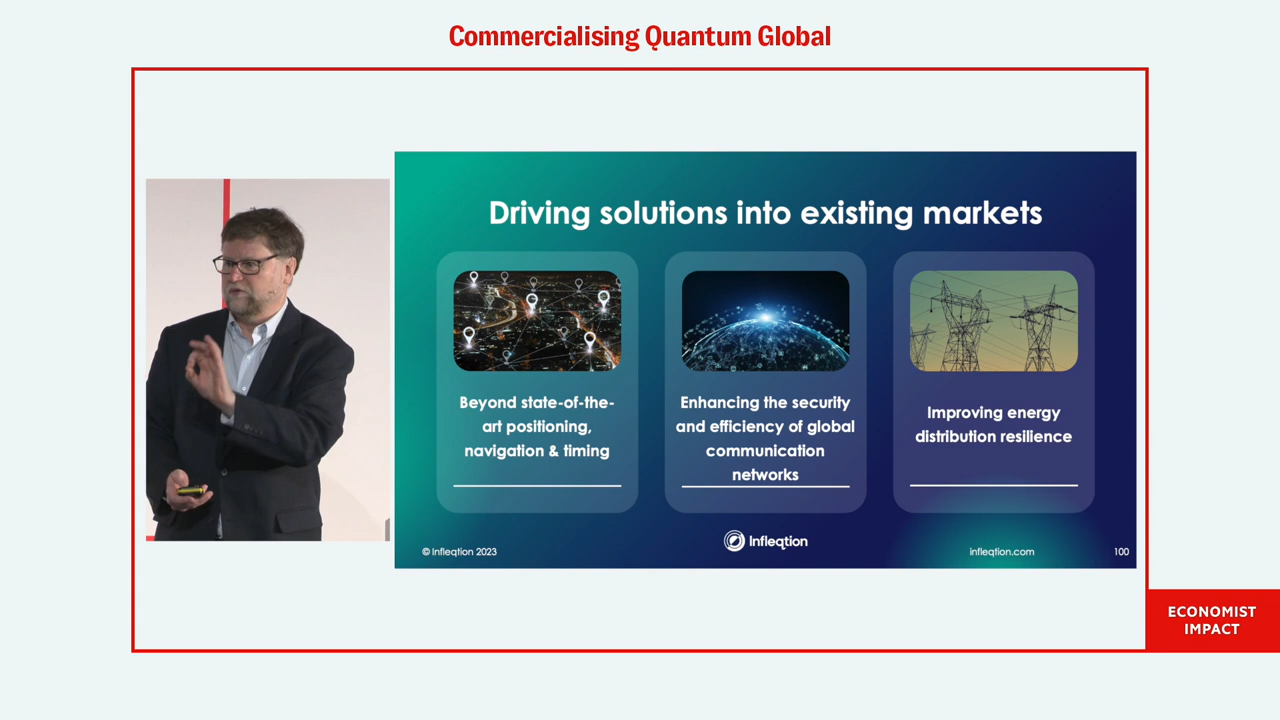 Commercialising Quantum Global
Driving solutions into existing markets
Beyond state-of-the-
art positioning,
navigation & timing
Enhancing the security
and efficiency of global
communication
networks
Improving energy
distribution resilience
© Infleqtion 2023
Infleqtion
infleqtion.com
100
ECONOMIST
IMPACT